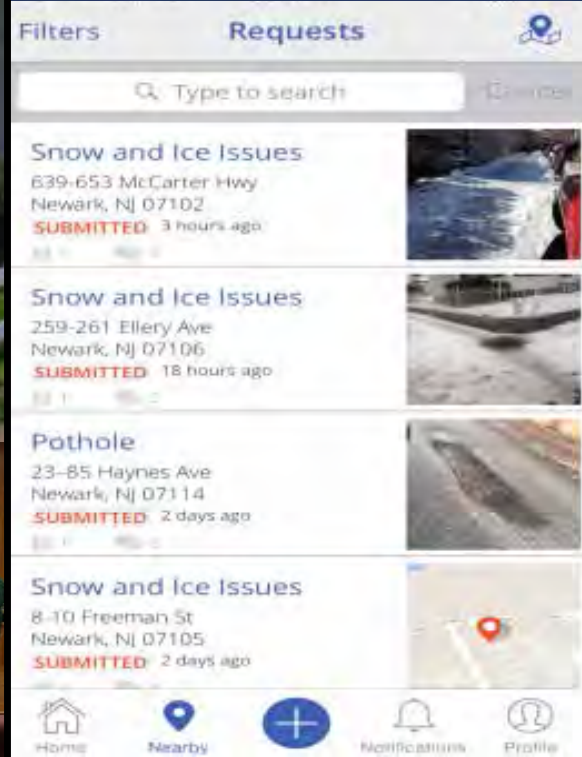 Filters
Requests
Type to search
Snow and Ice Issues
639-653 McCarter Hwy
Newark, NJ 07102
SUBMITTED 3 hours ago
Snow and Ice Issues
259-261 Ellery Ave
Newark, NJ 07106
SUBMITTED 18 hours ago
Pothole
23-85 Haynes Ave
Newark, NJ 07114
SUBMITTED 2 days ago
Snow and Ice Issues
8-10 Freeman St
Newark, NJ 07105
SUBMITTED 2 days ago
Home
Nearby
Notifications
Profile